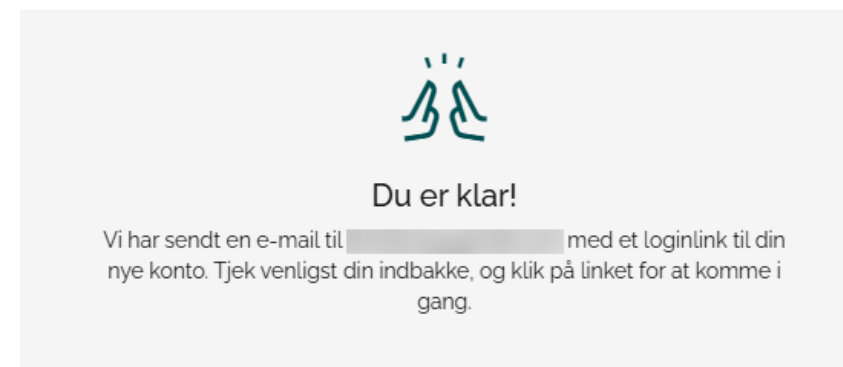 Du er klar!
Vi har sendt en e-mail til med et loginlink til din
nye konto. Tjek venligst din indbakke, og klik på linket for at komme i
gang.